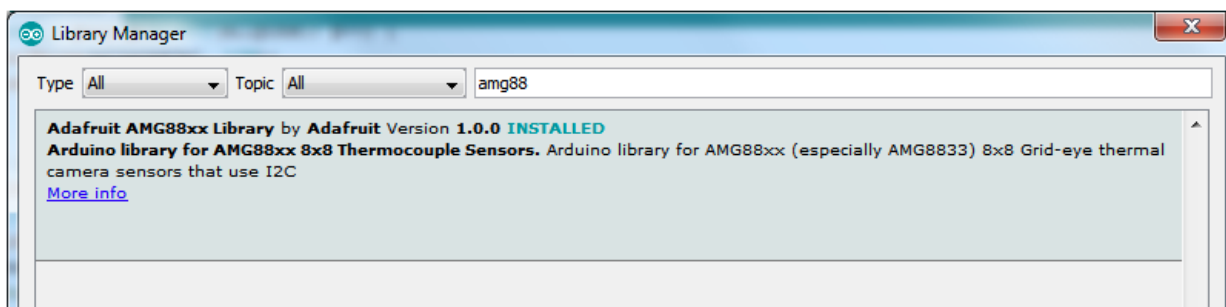 Library Manager
Type All Topic All amg88
Adafruit AMG88xx Library by Adafruit Version 1.0.0 INSTALLED
Arduino library for AMG88xx 8x8 Thermocouple Sensors. Arduino library for AMG88xx (especially AMG8833) 8x8 Grid-eye thermal
camera sensors that use I2C
More info